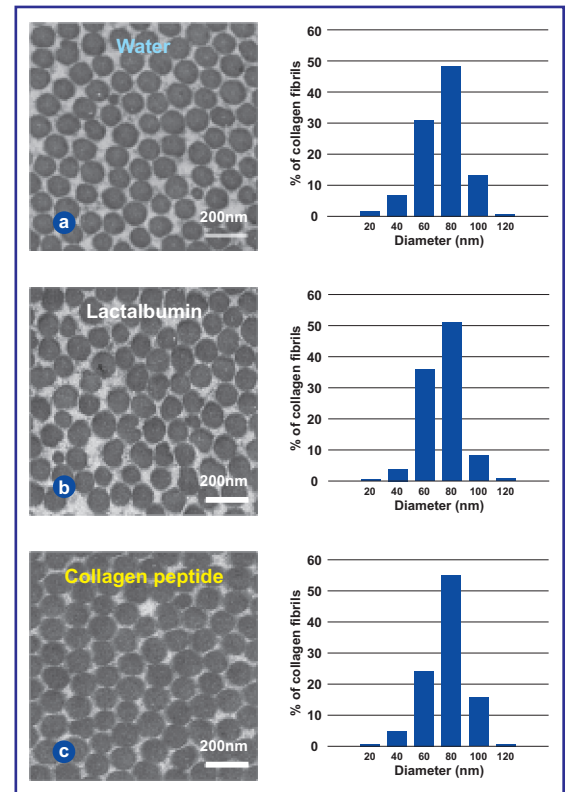 Water
200nm
a
% of collagen fibrils
60
50
40
30
20
10
0
20 40 60 80 100 120
Diameter (nm)
Lactalbumin
200nm
b
% of collagen fibrils
60
50
40
30
20
10
0
20 40 60 80 100 120
Diameter (nm)
Collagen peptide
200nm
c
% of collagen fibrils
60
50
40
30
20
10
0
20 40 60 80 100 120
Diameter (nm)